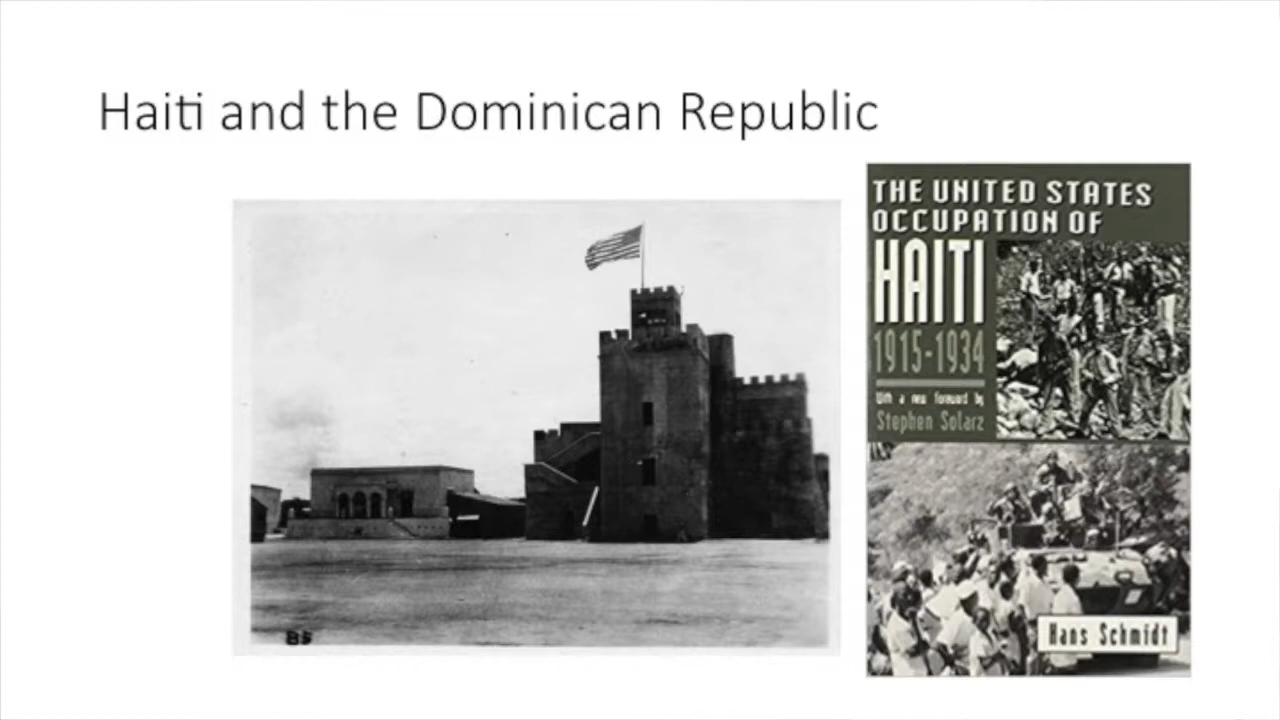 Haiti and the Dominican Republic
THE UNITED STATES
OCCUPATION OF
HAITI
1915-1934
With a new foreword by
Stephen Solarz
Hans Schmidt
BS